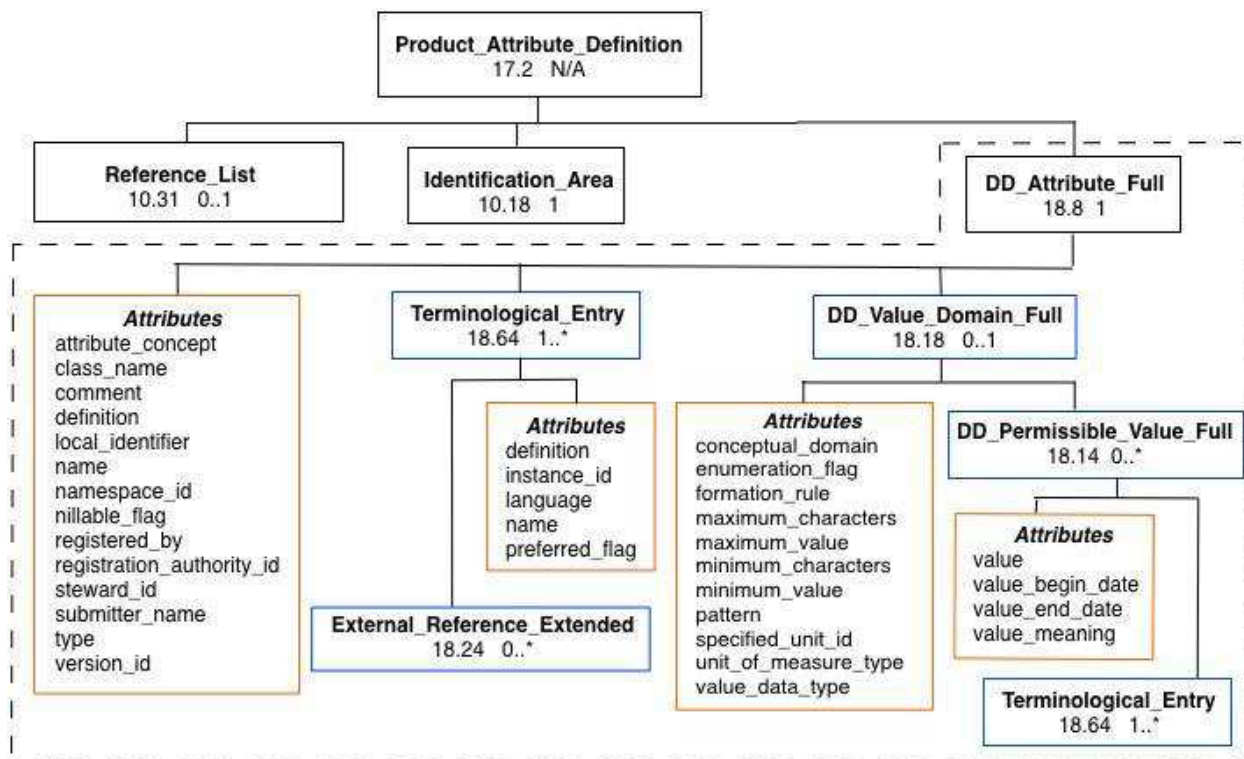 Product_Attribute_Definition
17.2 N/A
Reference_List
10.31 0..1
Identification_Area
10.18 1
DD_Attribute_Full
18.8 1
Attributes
attribute_concept
class_name
comment
definition
local_identifier
name
namespace_id
nillable_flag
registered_by
registration_authority_id
steward_id
submitter_name
type
version_id
Terminological_Entry
18.64 1..*
Attributes
definition
instance_id
language
name
preferred_flag
External_Reference_Extended
18.24 0..*
DD_Value_Domain_Full
18.18 0..1
Attributes
conceptual_domain
enumeration_flag
formation_rule
maximum_characters
maximum_value
minimum_characters
minimum_value
pattern
specified_unit_id
unit_of_measure_type
value_data_type
DD_Permissible_Value_Full
18.14 0..*
Attributes
value
value_begin_date
value_end_date
value_meaning
Terminological_Entry
18.64 1..*